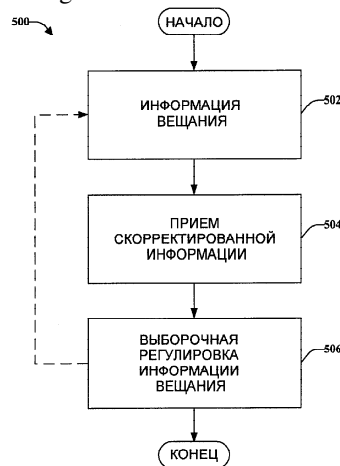 500
НАЧАЛО
ИНФОРМАЦИЯ
ВЕЩАНИЯ
502
ПРИЕМ
СКОРРЕКТИРОВАННОЙ
ИНФОРМАЦИИ
504
ВЫБОРОЧНАЯ
РЕГУЛИРОВКА
ИНФОРМАЦИИ
ВЕЩАНИЯ
506
КОНЕЦ